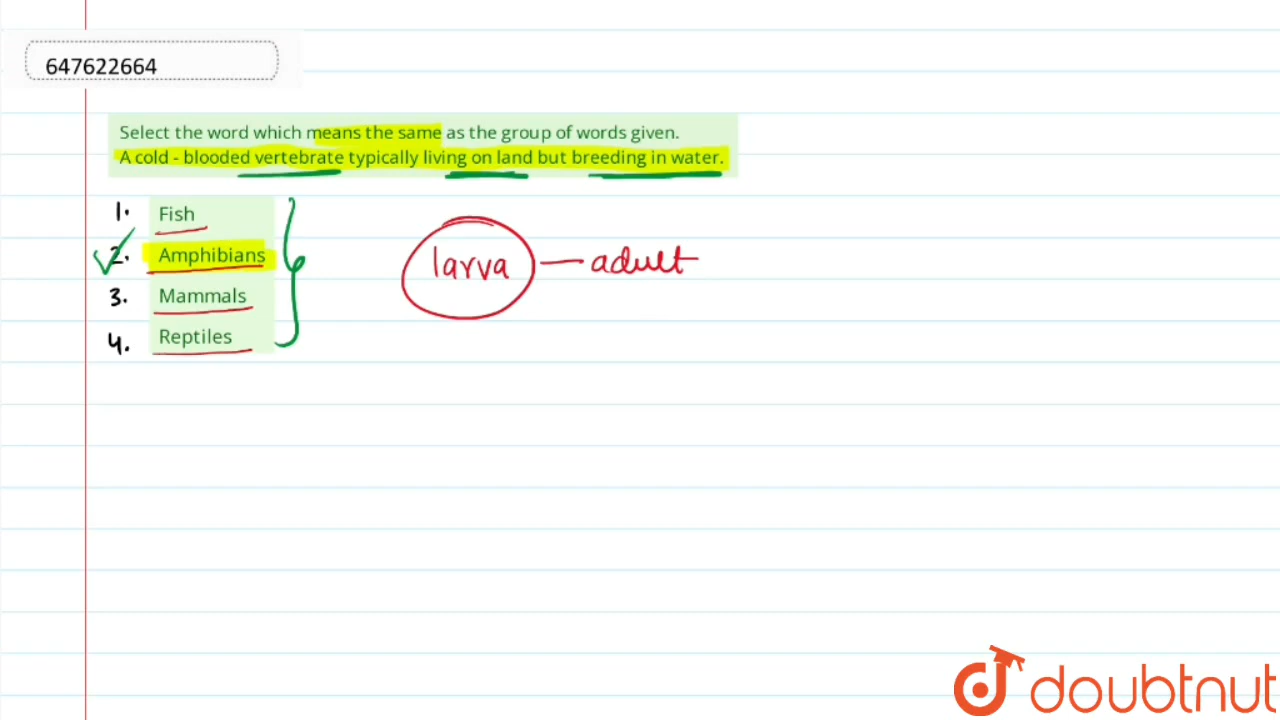 647622664
Select the word which means the same as the group of words given.
A cold - blooded vertebrate typically living on land but breeding in water.
1. Fish
2. Amphibians
3. Mammals
4. Reptiles
larva — adult
doubtnut